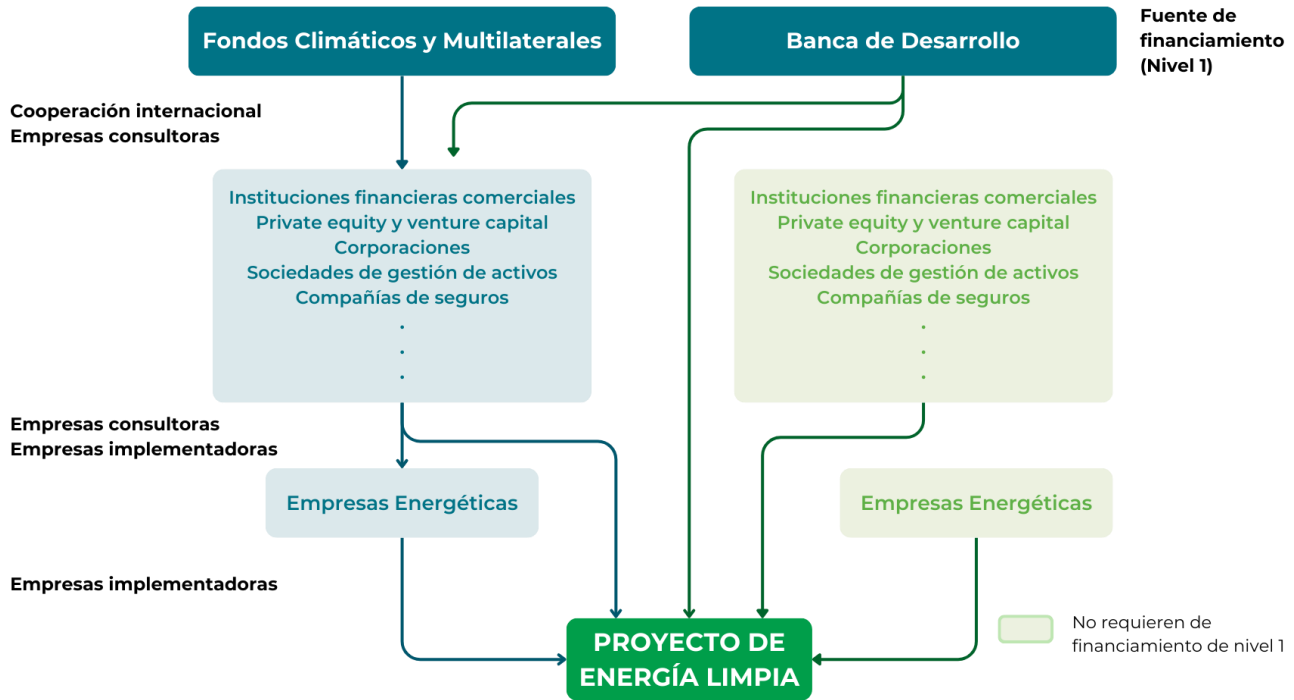 Fondos Climáticos y Multilaterales
Banca de Desarrollo
Fuente de
financiamiento
(Nivel 1)
Cooperación internacional
Empresas consultoras
Instituciones financieras comerciales
Private equity y venture capital
Corporaciones
Sociedades de gestión de activos
Compañías de seguros
.
.
.
Instituciones financieras comerciales
Private equity y venture capital
Corporaciones
Sociedades de gestión de activos
Compañías de seguros
.
.
.
Empresas consultoras
Empresas implementadoras
Empresas Energéticas
Empresas Energéticas
Empresas implementadoras
PROYECTO DE
ENERGÍA LIMPIA
No requieren de
financiamiento de nivel 1